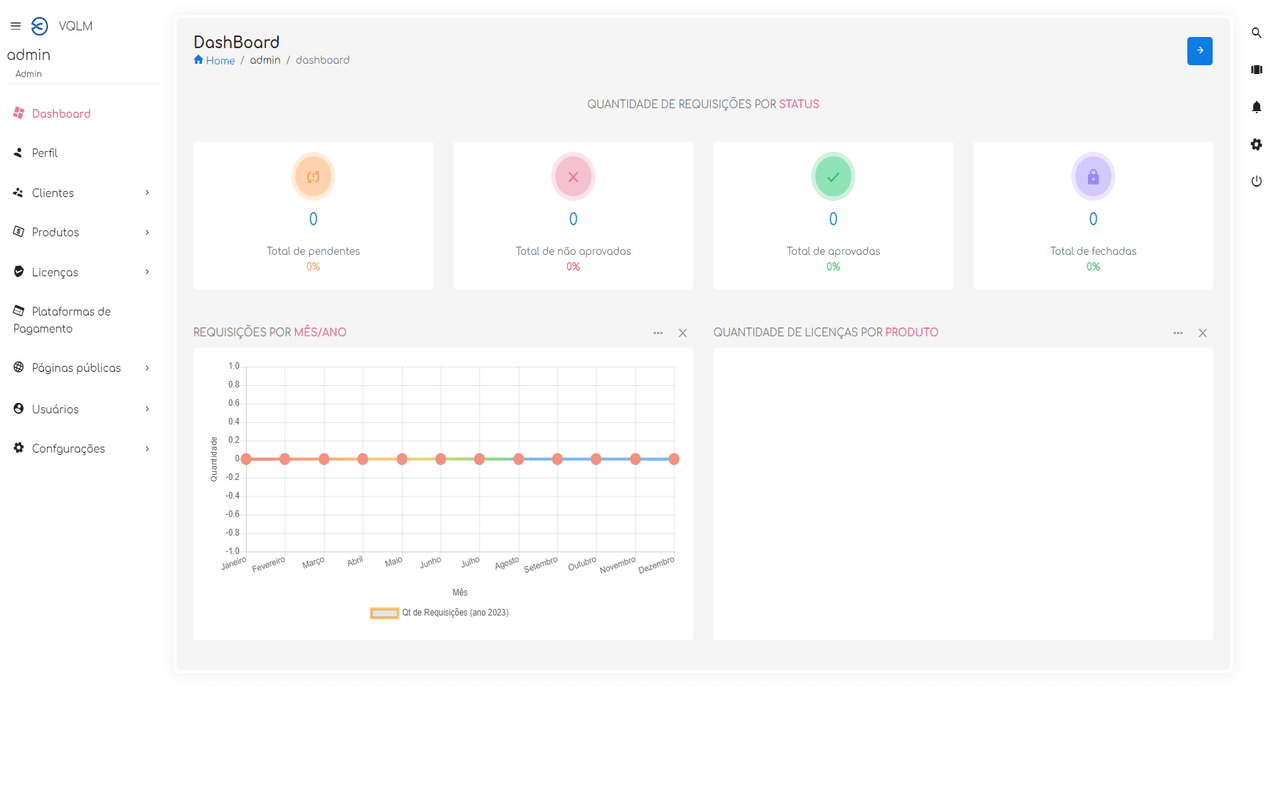 VQLM
admin
Admin
Dashboard
Perfil
Clientes
Produtos
Licenças
Plataformas de
Pagamento
Páginas públicas
Usuários
Confgurações
DashBoard
Home / admin / dashboard
QUANTIDADE DE REQUISIÇÕES POR STATUS
0
Total de pendentes
0%
0
Total de não aprovadas
0%
0
Total de aprovadas
0%
0
Total de fechadas
0%
REQUISIÇÕES POR MÊS/ANO
Quantidade
1.0
0.8
0.6
0.4
0.2
0
-0.2
-0.4
-0.6
-0.8
-1.0
Janeiro Fevereiro Março Abril Maio Junho Julho Agosto Setembro Outubro Novembro Dezembro
Mês
Qt de Requisições (ano 2023)
QUANTIDADE DE LICENÇAS POR PRODUTO